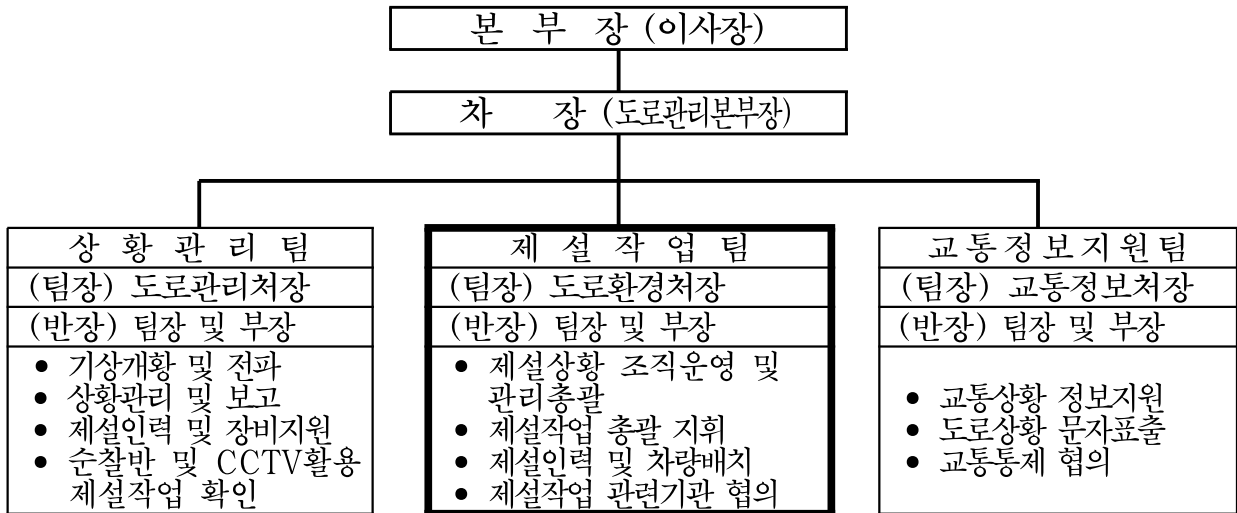 본 부 장 (이사장)
차 장 (도로관리본부장)
상 황 관 리 팀
(팀장) 도로관리처장
(반장) 팀장 및 부장
● 기상개황 및 전파
● 상황관리 및 보고
● 제설인력 및 장비지원
● 순찰반 및 CCTV활용
제설작업 확인
제 설 작 업 팀
(팀장) 도로환경처장
(반장) 팀장 및 부장
● 제설상황 조직운영 및
관리총괄
● 제설작업 총괄 지휘
● 제설인력 및 차량배치
● 제설작업 관련기관 협의
교통정보지원팀
(팀장) 교통정보처장
(반장) 팀장 및 부장
● 교통상황 정보지원
● 도로상황 문자표출
● 교통통제 협의